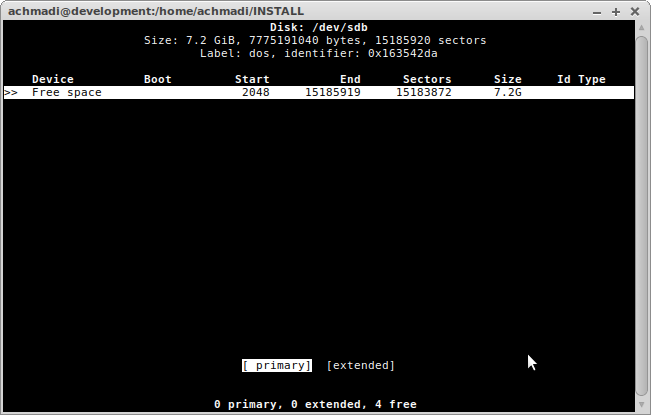 achmadi@development:/home/achmadi/INSTALL
Disk: /dev/sdb
Size: 7.2 GiB, 7775191040 bytes, 15185920 sectors
Label: dos, identifier: 0x163542da
Device Boot Start End Sectors Size Id Type
>> Free space 2048 15185919 15183872 7.2G
[ primary] [extended]
0 primary, 0 extended, 4 free